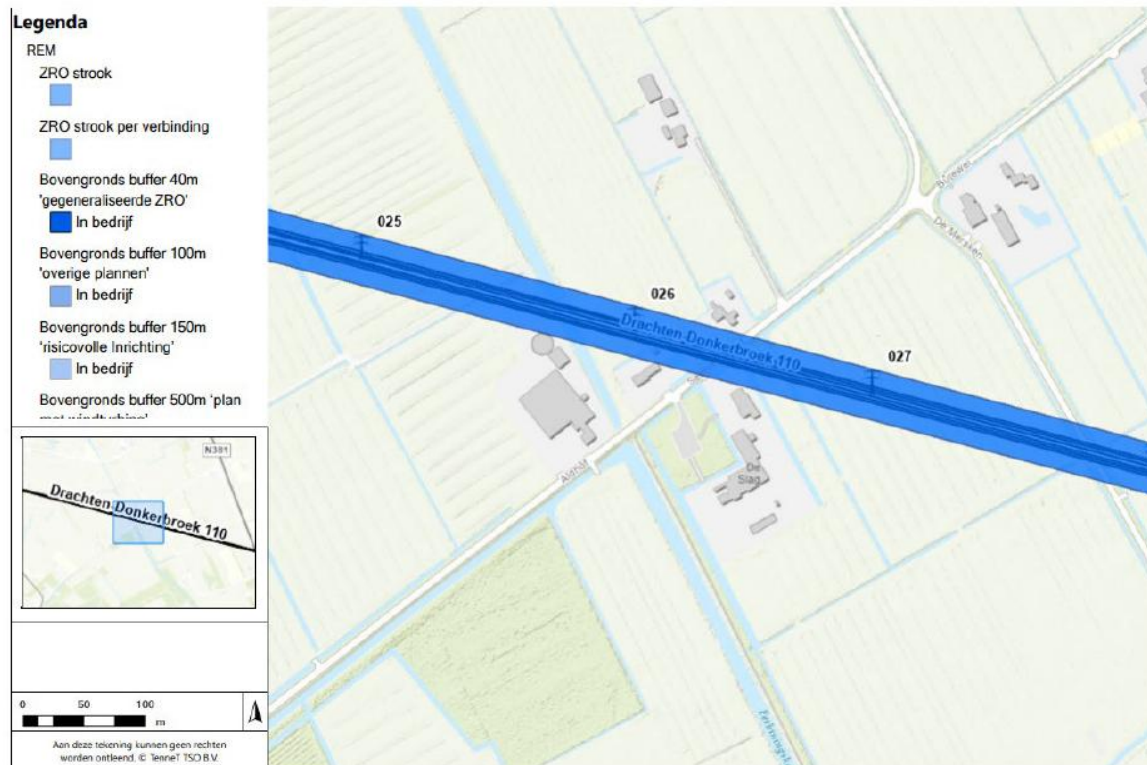 Legenda
REM
ZRO strook
ZRO strook per verbinding
Bovengronds buffer 40m
'gegeneraliseerde ZRO'
In bedrijf
Bovengronds buffer 100m
'overige plannen'
In bedrijf
Bovengronds buffer 150m
'risicovolle Inrichting'
In bedrijf
Bovengronds buffer 500m 'plan
N381
Drachten-Donkerbroek 110
0 50 100
m
Aan deze tekening kunnen geen rechten
worden ontleend. © TenneT TSO B.V.
025
026
Drachten-Donkerbroek 110
027
De Mersken
Aldhôf
De
Slag